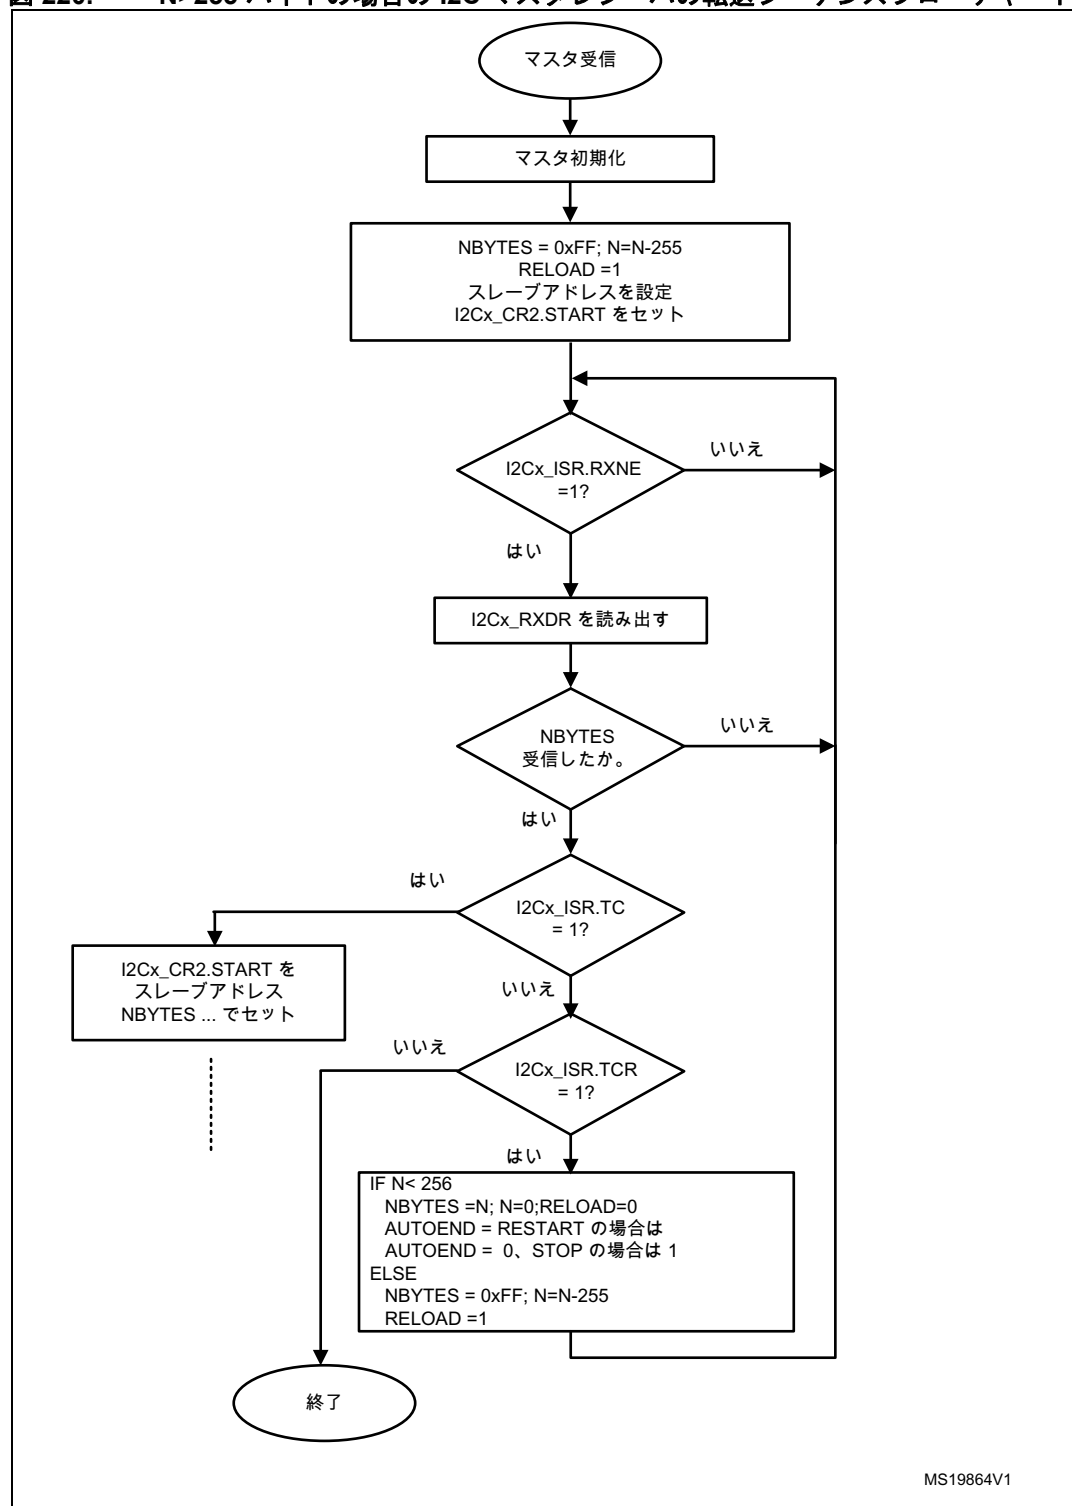 マスタ受信
マスタ初期化
NBYTES = 0xFF; N=N-255
RELOAD =1
スレーブアドレスを設定
I2Cx_CR2.START をセット
I2Cx_ISR.RXNE
=1?
いいえ
はい
I2Cx_RXDR を読み出す
NBYTES
受信したか。
いいえ
はい
I2Cx_ISR.TC
= 1?
はい
I2Cx_CR2.START を
スレーブアドレス
NBYTES ... でセット
いいえ
I2Cx_ISR.TCR
= 1?
いいえ
はい
IF N< 256
NBYTES =N; N=0;RELOAD=0
AUTOEND = RESTART の場合は
AUTOEND = 0、STOP の場合は 1
ELSE
NBYTES = 0xFF; N=N-255
RELOAD =1
終了
MS19864V1